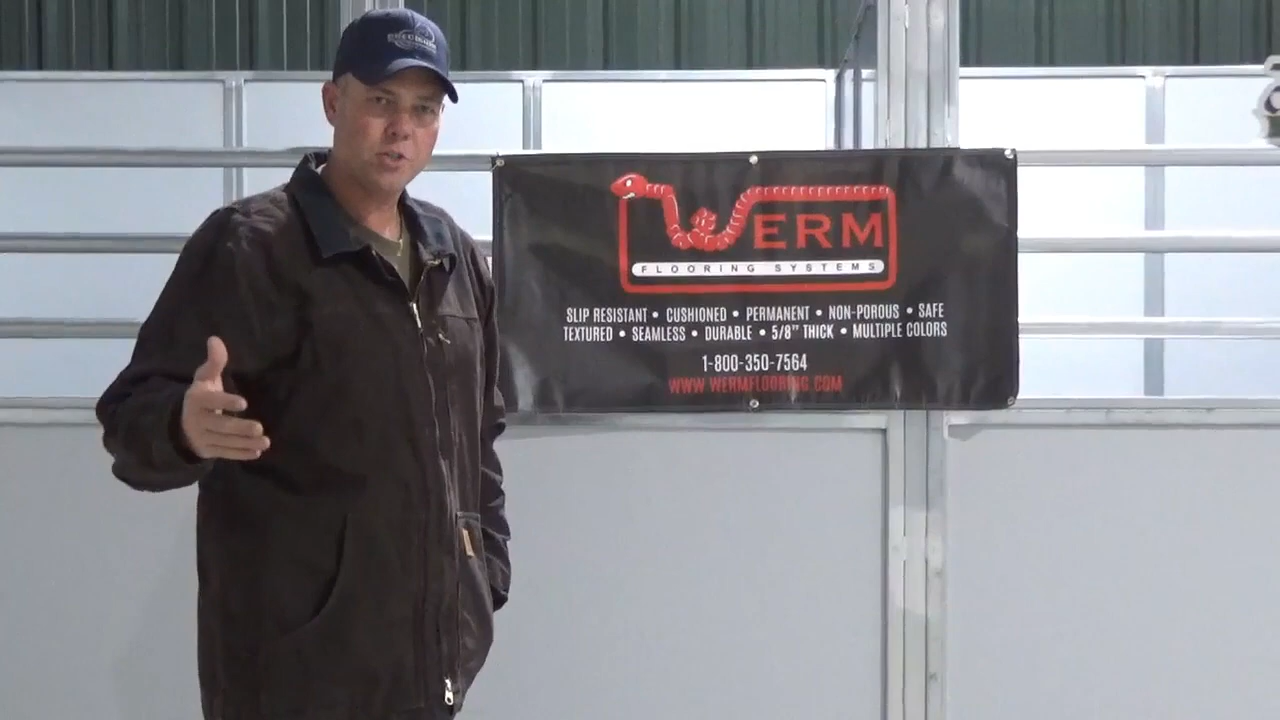 PRECISION
WERM
FLOORING SYSTEMS
SLIP RESISTANT • CUSHIONED • PERMANENT • NON-POROUS • SAFE
TEXTURED • SEAMLESS • DURABLE • 5/8" THICK • MULTIPLE COLORS
1-800-350-7564
WWW.WERMFLOORING.COM